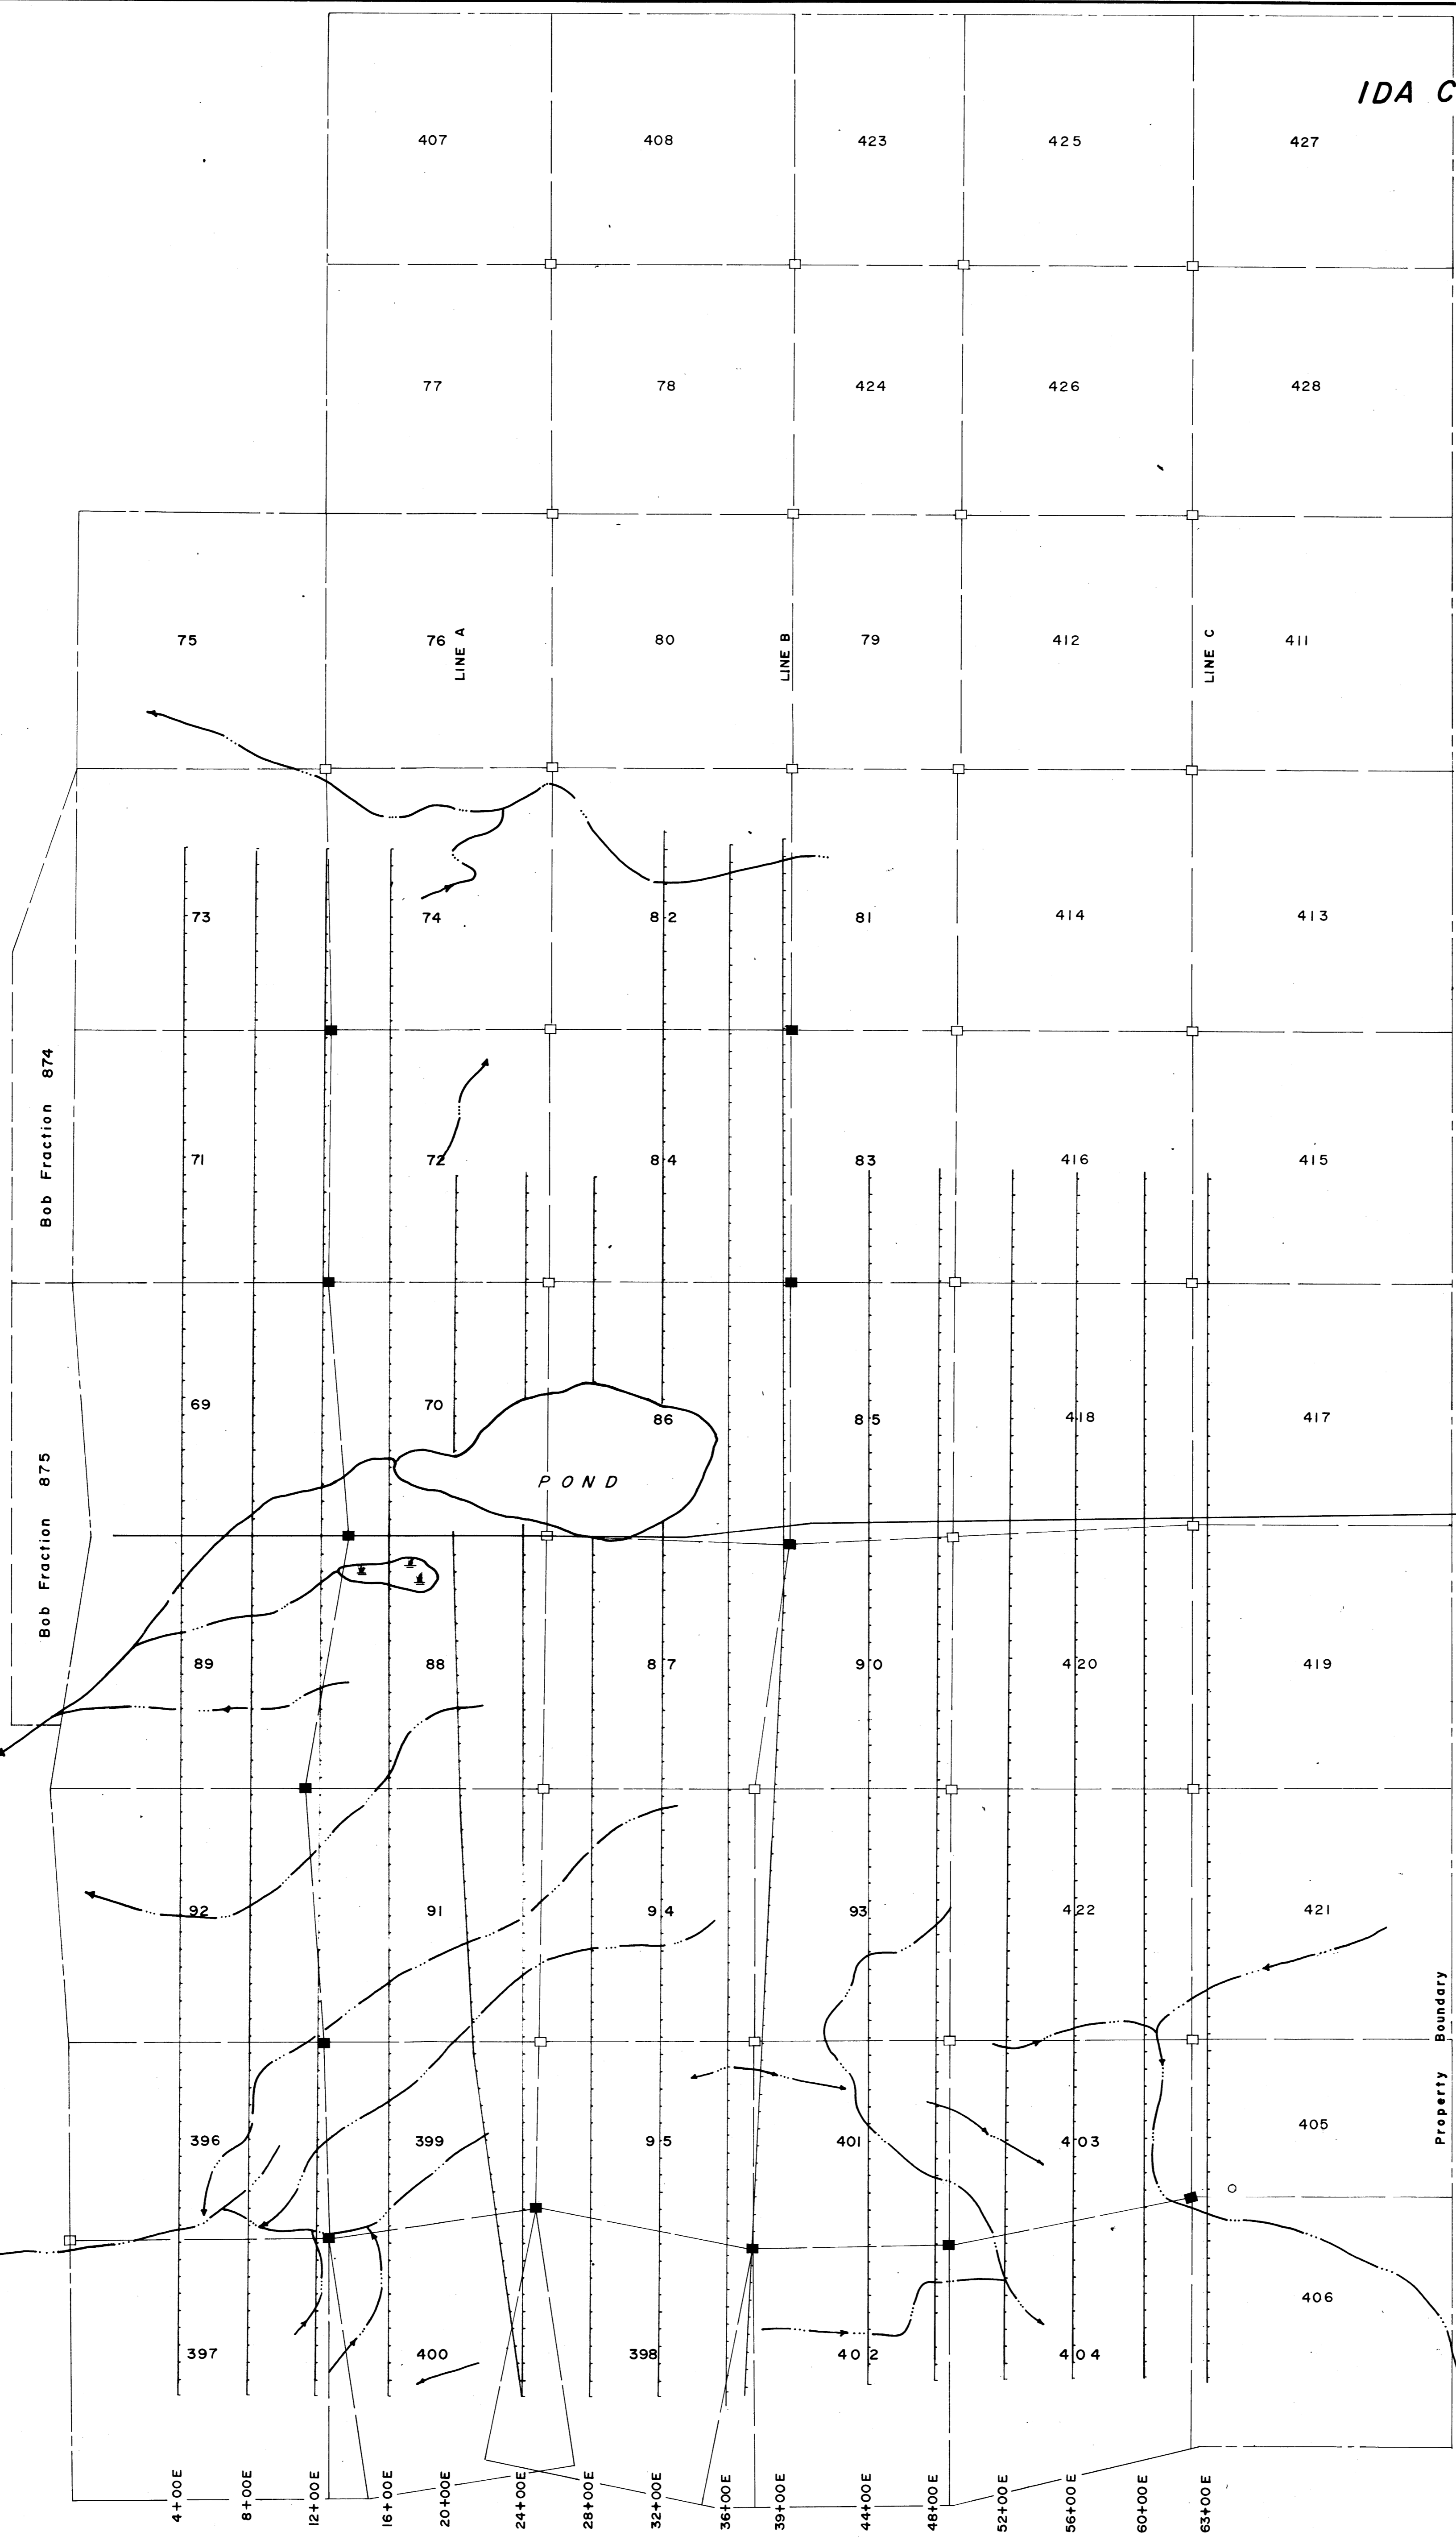 IDA C
407 408 423 425 427
77 78 424 426 428
75 76 80 79 412 411
LINE A
LINE B
LINE C
73 74 82 81 414 413
Bob Fraction 874
71 72 84 83 416 415
69 70 86 85 418 417
POND
Bob Fraction 875
89 88 87 90 420 419
92 91 94 93 422 421
Property Boundary
396 399 95 401 403 405
406
397 400 398 402 404
4+00E
8+00E
12+00E
16+00E
20+00E
24+00E
28+00E
32+00E
36+00E
39+00E
44+00E
48+00E
52+00E
56+00E
60+00E
63+00E